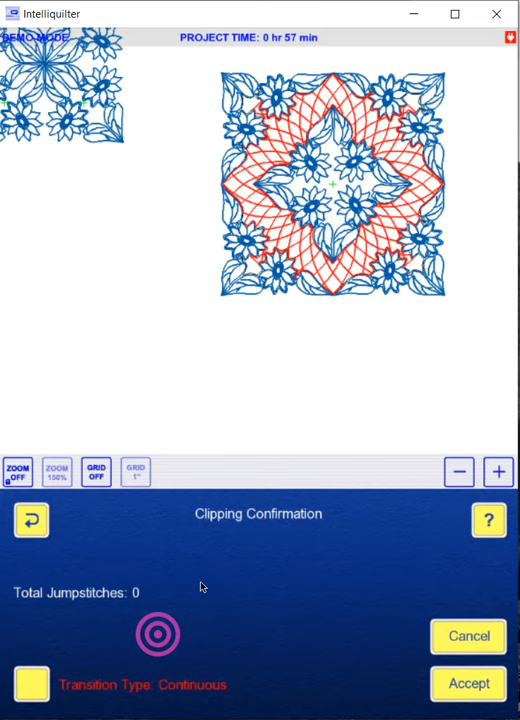 Intelliquilter
DEMO MODE
PROJECT TIME: 0 hr 57 min
ZOOM OFF
ZOOM 150%
GRID OFF
GRID 1"
Clipping Confirmation
?
Total Jumpstitches: 0
Cancel
Transition Type: Continuous
Accept